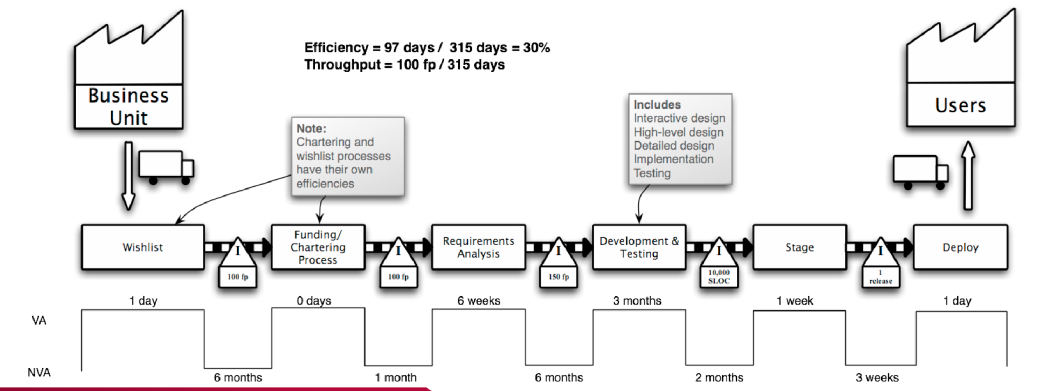 Efficiency = 97 days / 315 days = 30%
Throughput = 100 fp / 315 days
Business
Unit
Users
Note:
Chartering and
wishlist processes
have their own
efficiencies
Includes
Interactive design
High-level design
Detailed design
Implementation
Testing
Wishlist
I
100 fp
Funding/
Chartering
Process
I
100 fp
Requirements
Analysis
I
150 fp
Development &
Testing
I
10,000
SLOC
Stage
I
1
release
Deploy
VA
1 day
0 days
6 weeks
3 months
1 week
1 day
NVA
6 months
1 month
6 months
2 months
3 weeks